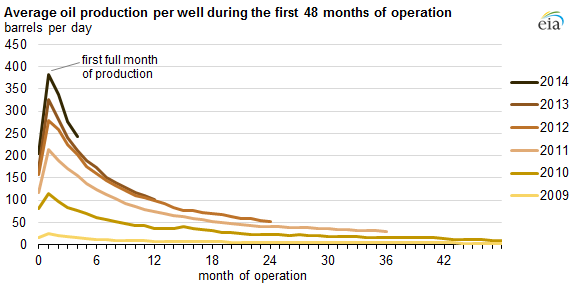 Average oil production per well during the first 48 months of operation
barrels per day
eia
450
400
350
300
250
200
150
100
50
0
first full month
of production
2014
2013
2012
2011
2010
2009
0 6 12 18 24 30 36 42
month of operation